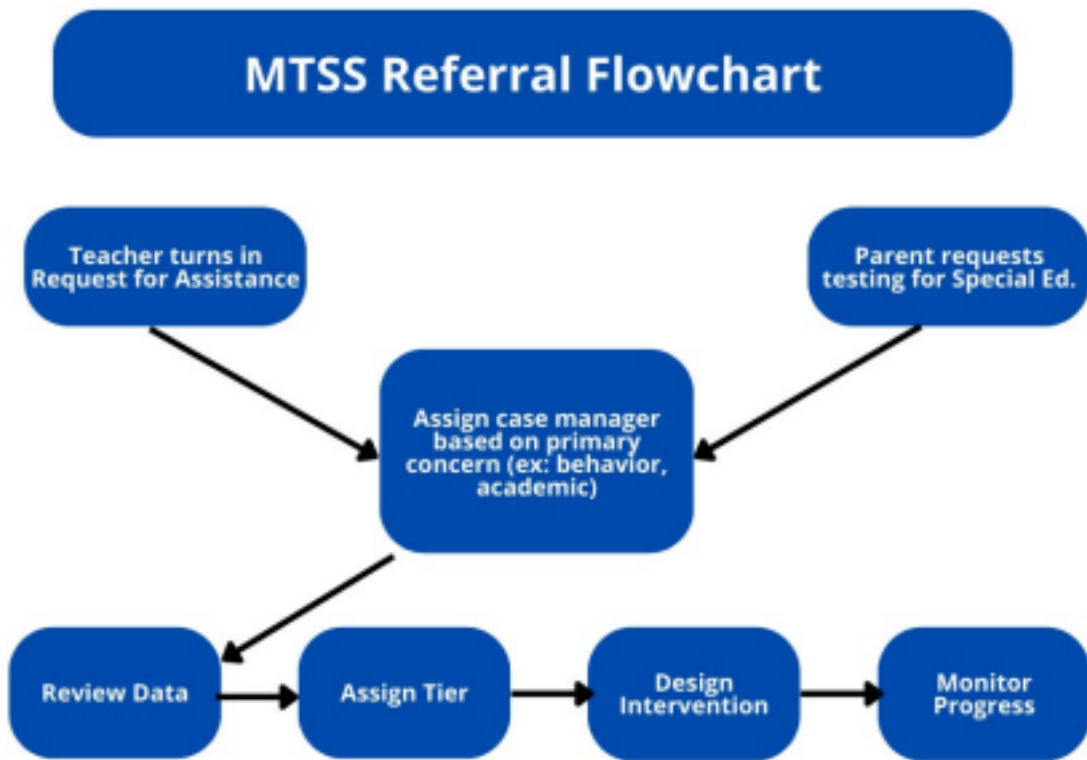 MTSS Referral Flowchart
Teacher turns in
Request for Assistance
Parent requests
testing for Special Ed.
Assign case manager
based on primary
concern (ex: behavior,
academic)
Review Data
Assign Tier
Design
Intervention
Monitor
Progress